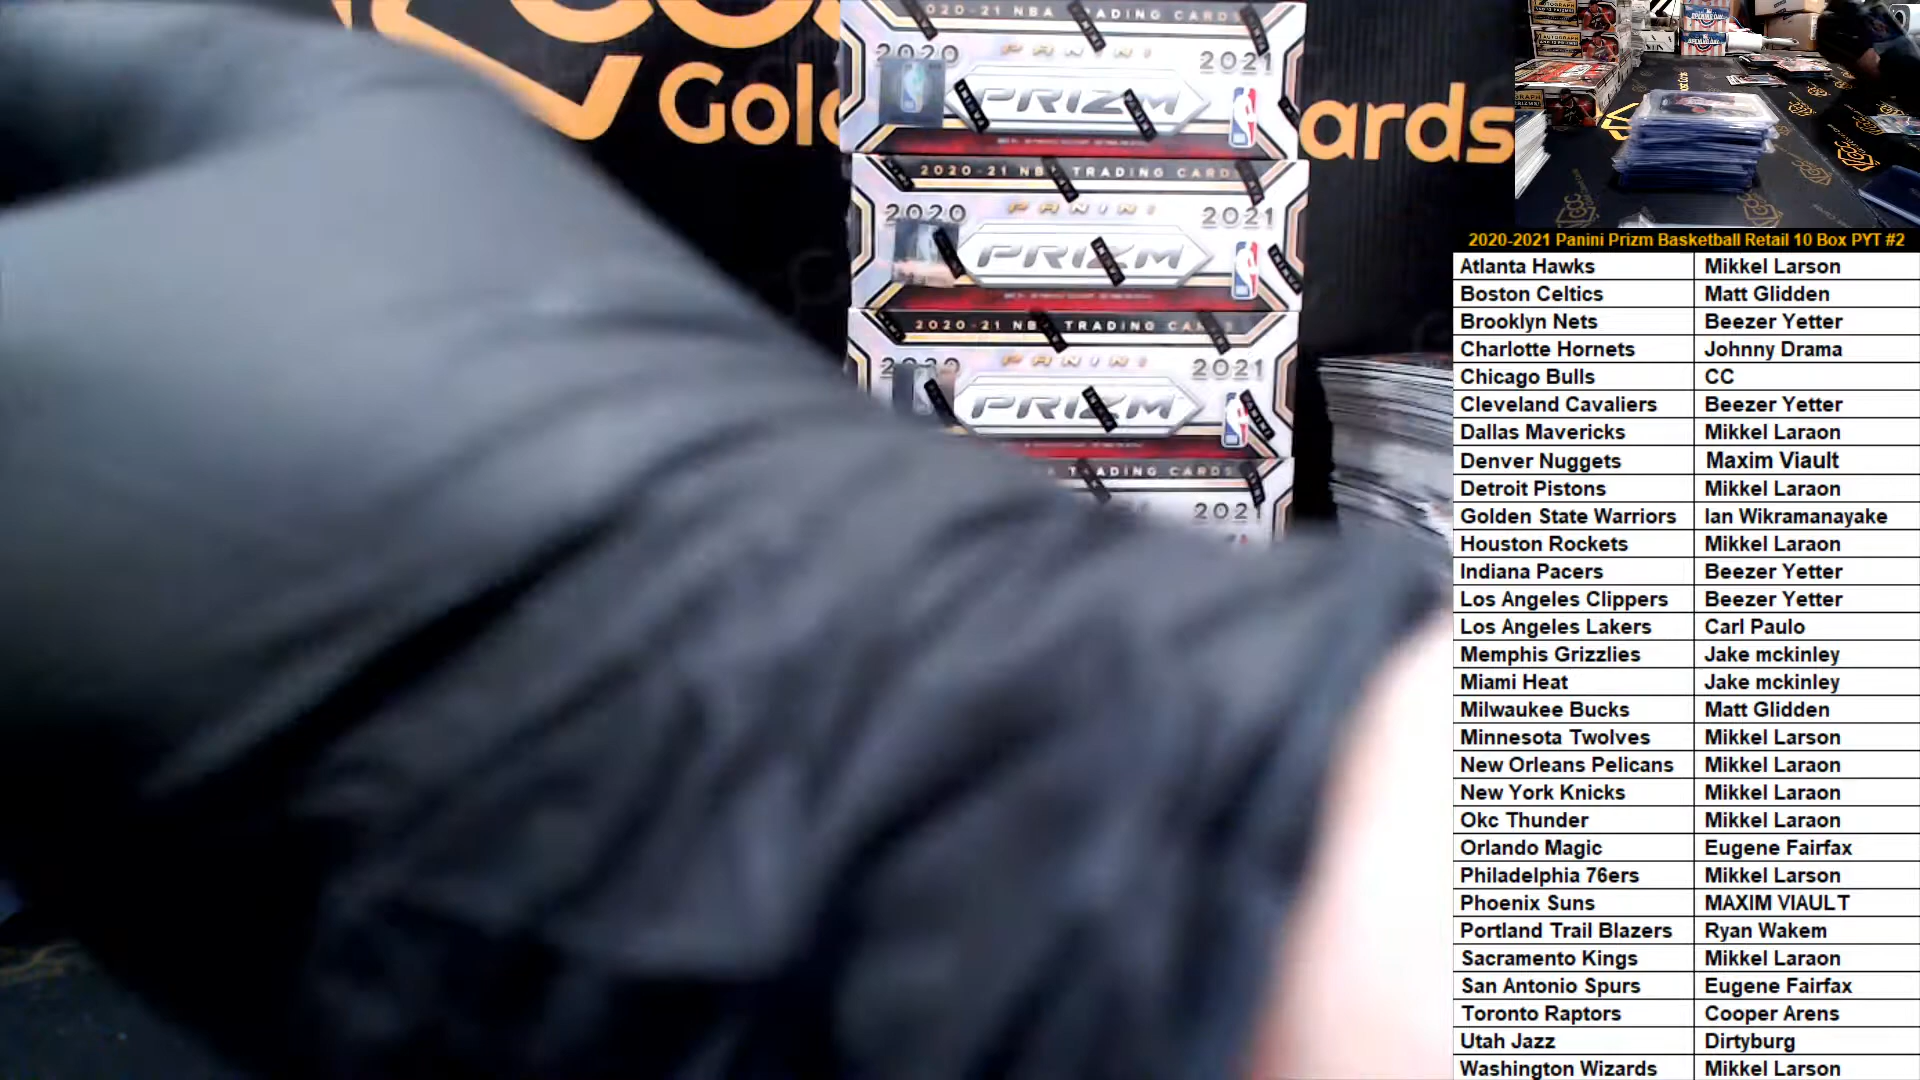 Gol
ards
020-21 NBA TRADING CARDS
2020 PANINI 2021
PRIZM
2020-21 NBA TRADING CARDS
2020 PANINI 2021
PRIZM
2020-21 NBA TRADING CARDS
2020 PANINI 2021
PRIZM
TRADING CARDS
2021
2020-2021 Panini Prizm Basketball Retail 10 Box PYT #2
Atlanta Hawks Mikkel Larson
Boston Celtics Matt Glidden
Brooklyn Nets Beezer Yetter
Charlotte Hornets Johnny Drama
Chicago Bulls CC
Cleveland Cavaliers Beezer Yetter
Dallas Mavericks Mikkel Laraon
Denver Nuggets Maxim Viault
Detroit Pistons Mikkel Laraon
Golden State Warriors Ian Wikramanayake
Houston Rockets Mikkel Laraon
Indiana Pacers Beezer Yetter
Los Angeles Clippers Beezer Yetter
Los Angeles Lakers Carl Paulo
Memphis Grizzlies Jake mckinley
Miami Heat Jake mckinley
Milwaukee Bucks Matt Glidden
Minnesota Twolves Mikkel Larson
New Orleans Pelicans Mikkel Laraon
New York Knicks Mikkel Laraon
Okc Thunder Mikkel Laraon
Orlando Magic Eugene Fairfax
Philadelphia 76ers Mikkel Larson
Phoenix Suns MAXIM VIAULT
Portland Trail Blazers Ryan Wakem
Sacramento Kings Mikkel Laraon
San Antonio Spurs Eugene Fairfax
Toronto Raptors Cooper Arens
Utah Jazz Dirtyburg
Washington Wizards Mikkel Larson